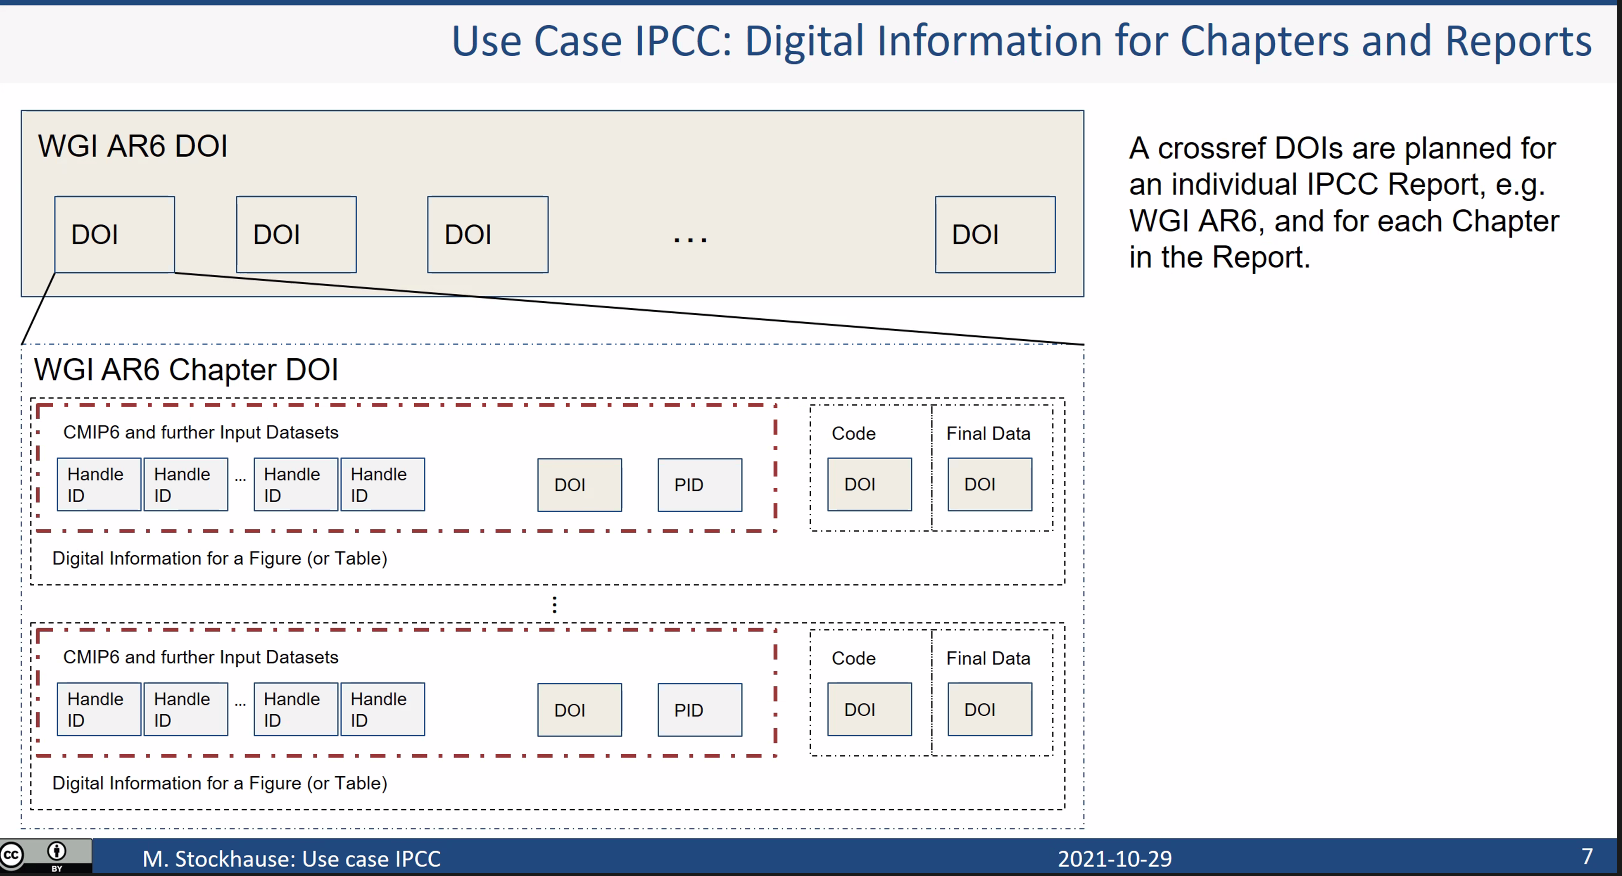 Use Case IPCC: Digital Information for Chapters and Reports
WGI AR6 DOI
DOI
DOI
DOI
...
DOI
A crossref DOIs are planned for
an individual IPCC Report, e.g.
WGI AR6, and for each Chapter
in the Report.
WGI AR6 Chapter DOI
CMIP6 and further Input Datasets
Handle
ID
Handle
ID
...
Handle
ID
Handle
ID
DOI
PID
Code
DOI
Final Data
DOI
Digital Information for a Figure (or Table)
...
CMIP6 and further Input Datasets
Handle
ID
Handle
ID
...
Handle
ID
Handle
ID
DOI
PID
Code
DOI
Final Data
DOI
Digital Information for a Figure (or Table)
cc
BY
M. Stockhause: Use case IPCC
2021-10-29
7